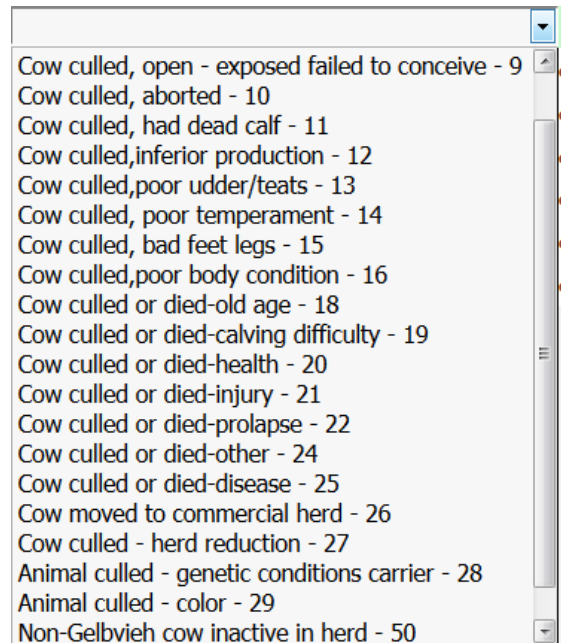 Cow culled, open - exposed failed to conceive - 9
Cow culled, aborted - 10
Cow culled, had dead calf - 11
Cow culled,inferior production - 12
Cow culled,poor udder/teats - 13
Cow culled, poor temperament - 14
Cow culled, bad feet legs - 15
Cow culled,poor body condition - 16
Cow culled or died-old age - 18
Cow culled or died-calving difficulty - 19
Cow culled or died-health - 20
Cow culled or died-injury - 21
Cow culled or died-prolapse - 22
Cow culled or died-other - 24
Cow culled or died-disease - 25
Cow moved to commercial herd - 26
Cow culled - herd reduction - 27
Animal culled - genetic conditions carrier - 28
Animal culled - color - 29
Non-Gelbvieh cow inactive in herd - 50